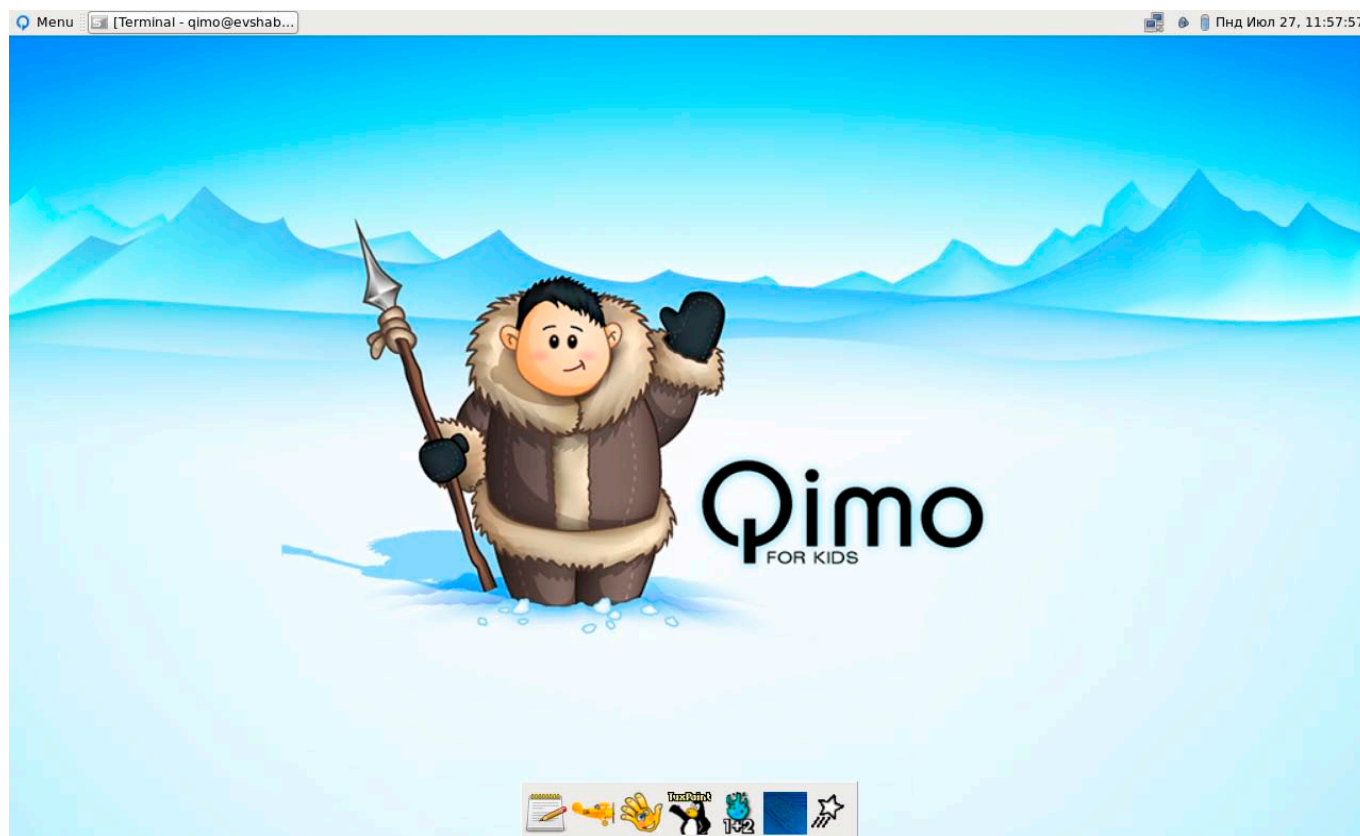 Menu [Terminal - qimo@evshab... Пнд Июл 27, 11:57:57
Qimo
FOR KIDS
TuxPaint
1+2